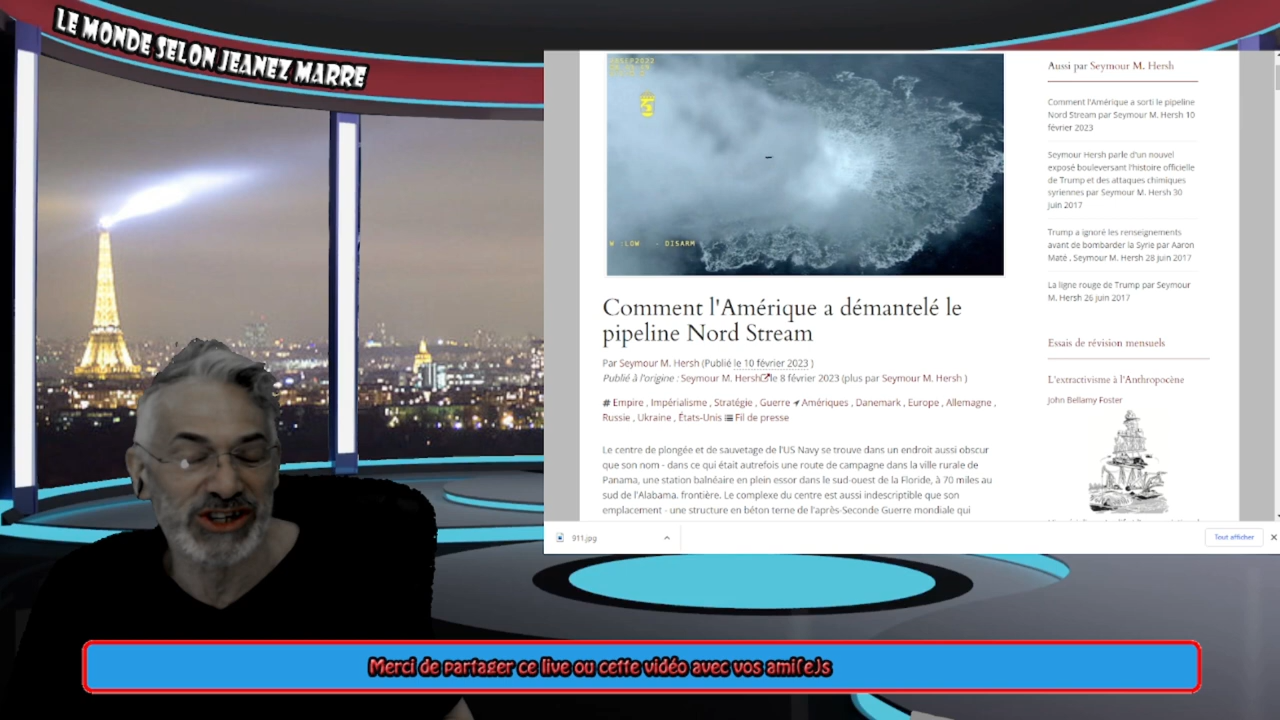 LE MONDE SELON JEANEZ MARRE
W :LOW - DISARM
Comment l'Amérique a démantelé le
pipeline Nord Stream
Par Seymour M. Hersh (Publié le 10 février 2023 )
Publié à l'origine : Seymour M. Hersh le 8 février 2023 (plus par Seymour M. Hersh )
# Empire , Impérialisme , Stratégie , Guerre Amériques , Danemark , Europe , Allemagne ,
Russie , Ukraine , États-Unis Fil de presse
Le centre de plongée et de sauvetage de l'US Navy se trouve dans un endroit aussi obscur
que son nom - dans ce qui était autrefois une route de campagne dans la ville rurale de
Panama, une station balnéaire en plein essor dans le sud-ouest de la Floride, à 70 miles au
sud de l'Alabama. frontière. Le complexe du centre est aussi indescriptible que son
emplacement - une structure en béton terne de l'après-Seconde Guerre mondiale qui
Aussi par Seymour M. Hersh
Comment l'Amérique a sorti le pipeline
Nord Stream par Seymour M. Hersh 10
février 2023
Seymour Hersh parle d'un nouvel
exposé bouleversant l'histoire officielle
de Trump et des attaques chimiques
syriennes par Seymour M. Hersh 30
juin 2017
Trump a ignoré les renseignements
avant de bombarder la Syrie par Aaron
Maté , Seymour M. Hersh 28 juin 2017
La ligne rouge de Trump par Seymour
M. Hersh 26 juin 2017
Essais de révision mensuels
L'extractivisme à l'Anthropocène
John Bellamy Foster
911.jpg
Tout afficher
Merci de partager ce live ou cette vidéo avec vos ami(e)s